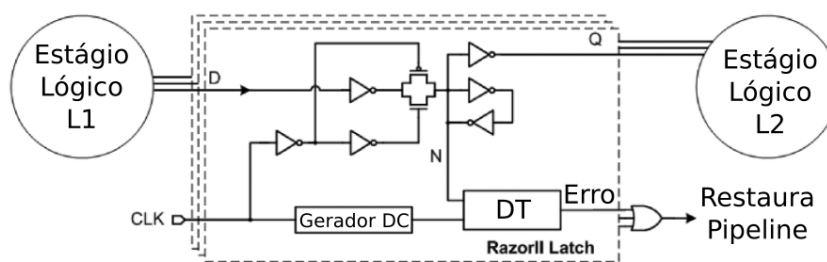 Estágio
Lógico
L1
D
Q
Estágio
Lógico
L2
N
CLK
Gerador DC
DT
Erro
Restaura
Pipeline
RazorII Latch